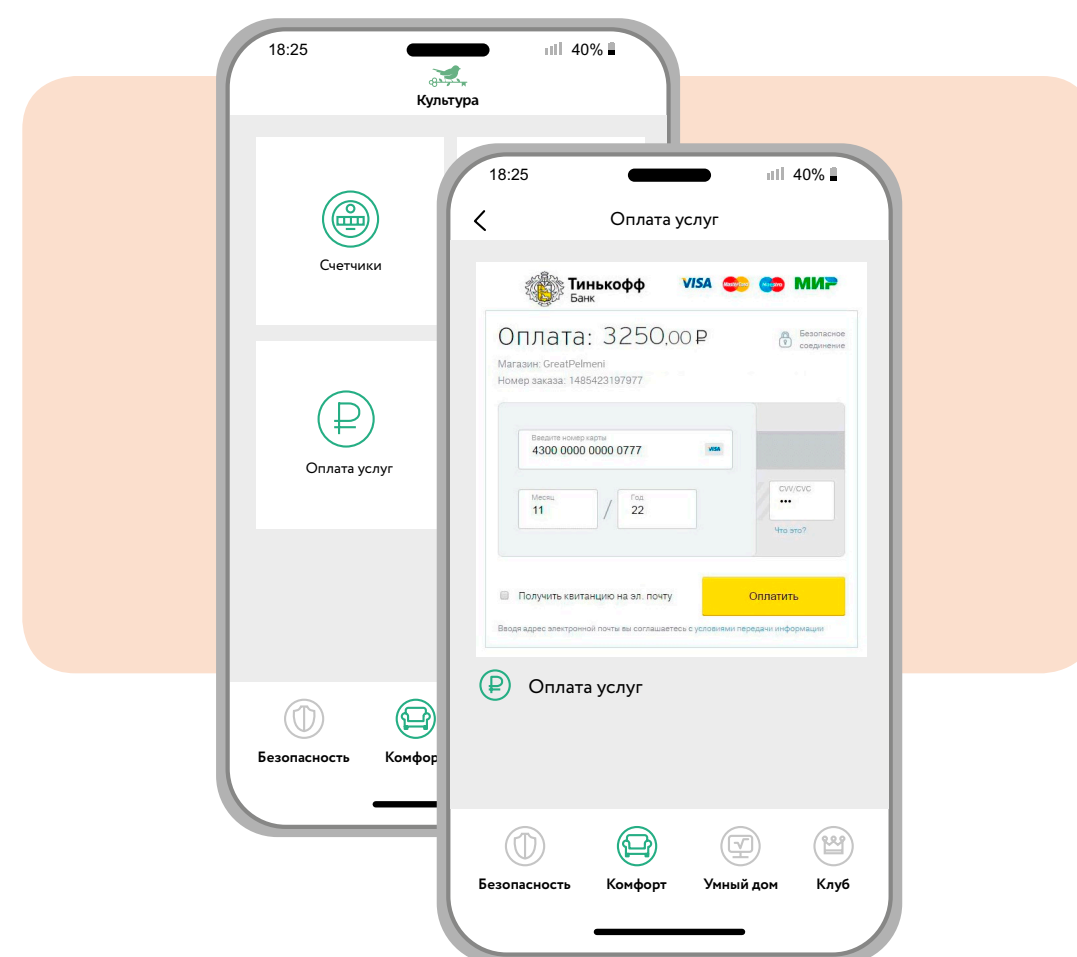 18:25
40%
Культура
Счетчики
Оплата услуг
Безопасность
Комфор
18:25
40%
Оплата услуг
Тинькофф
Банк
VISA
MasterCard
Maestro
МИР
Оплата: 3250,00 ₽
Безопасное
соединение
Магазин: GreatPelmeni
Номер заказа: 1485423197977
Введите номер карты
4300 0000 0000 0777
VISA
CVV/CVC
•••
Месяц
11
/
Год
22
Что это?
Получить квитанцию на эл. почту
Оплатить
Вводя адрес электронной почты вы соглашаетесь с условиями передачи информации
Оплата услуг
Безопасность
Комфорт
Умный дом
Клуб